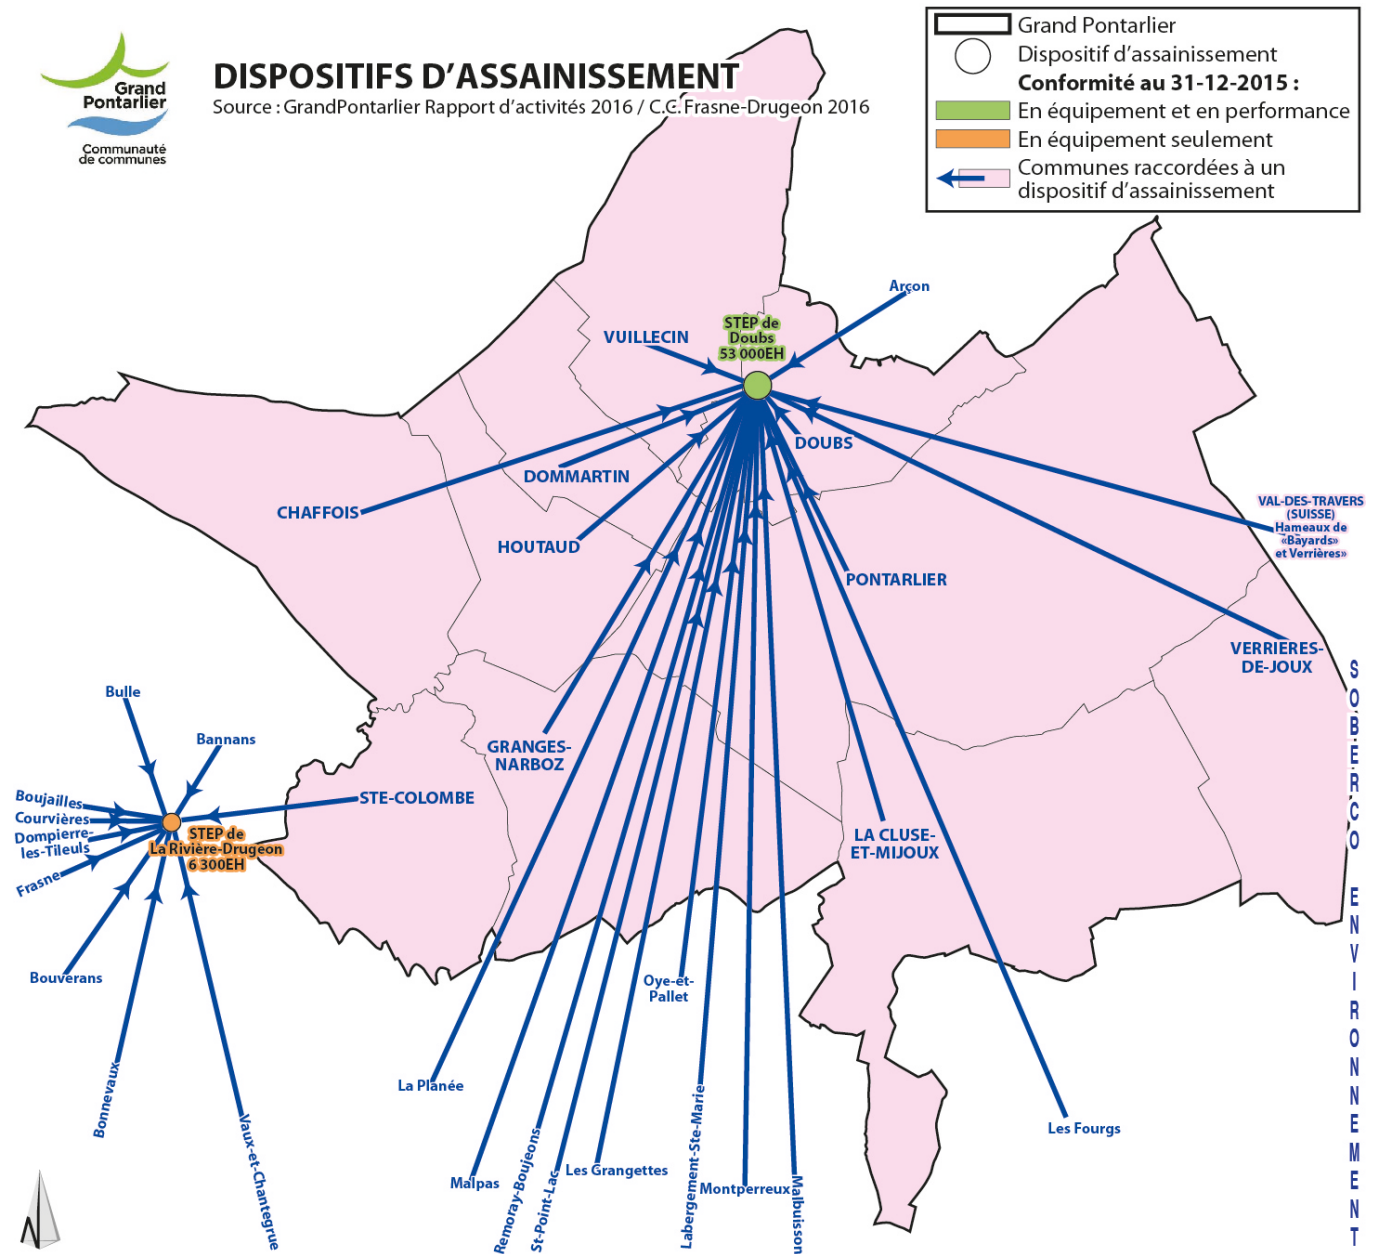 Grand
Pontarlier
Communauté
de communes
DISPOSITIFS D'ASSAINISSEMENT
Source : GrandPontarlier Rapport d'activités 2016 / C.C.Frasne-Drugeon 2016
Grand Pontarlier
Dispositif d'assainissement
Conformité au 31-12-2015 :
En équipement et en performance
En équipement seulement
Communes raccordées à un
dispositif d'assainissement
Arçon
VUILLECIN
STEP de
Doubs
53 000EH
DOUBS
DOMMARTIN
CHAFFOIS
HOUTAUD
VAL-DES-TRAVERS
(SUISSE)
Hameaux de
«Bayards»
et Verrières»
PONTARLIER
VERRIERES-
DE-JOUX
Bulle
Bannans
GRANGES-
NARBOZ
Boujailles
Courvières
Dompierre-
les-Tileuls
Frasne
STE-COLOMBE
STEP de
La Rivière-Drugeon
6 300EH
LA CLUSE-
ET-MIJOUX
Bouverans
Oye-et-
Pallet
Bonnevaux
Vaux-et-Chantegrue
La Planée
Malpas
Remoray-Boujeons
St-Point-Lac
Les Grangettes
Labergement-Ste-Marie
Montperreux
Malbuisson
Les Fourgs
SOBERCO ENVIRONNEMENT
N